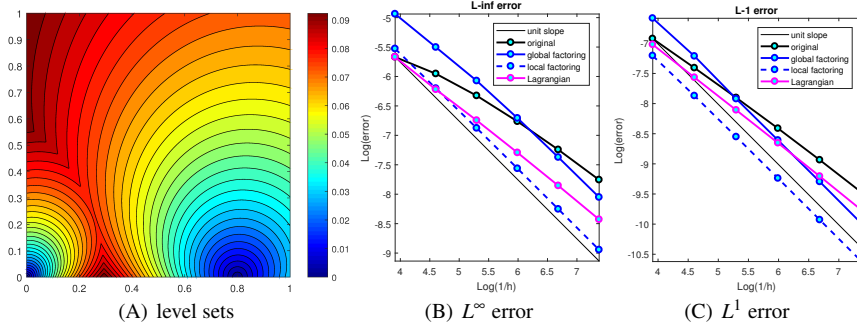 1
0.9
0.8
0.7
0.6
0.5
0.4
0.3
0.2
0.1
0
0 0.2 0.4 0.6 0.8 1
0.09
0.08
0.07
0.06
0.05
0.04
0.03
0.02
0.01
0
(A) level sets
L-inf error
unit slope
original
global factoring
local factoring
Lagrangian
Log(error)
-5
-5.5
-6
-6.5
-7
-7.5
-8
-8.5
-9
4 4.5 5 5.5 6 6.5 7
Log(1/h)
(B) L∞ error
L-1 error
unit slope
original
global factoring
local factoring
Lagrangian
Log(error)
-7
-7.5
-8
-8.5
-9
-9.5
-10
-10.5
4 4.5 5 5.5 6 6.5 7
Log(1/h)
(C) L¹ error